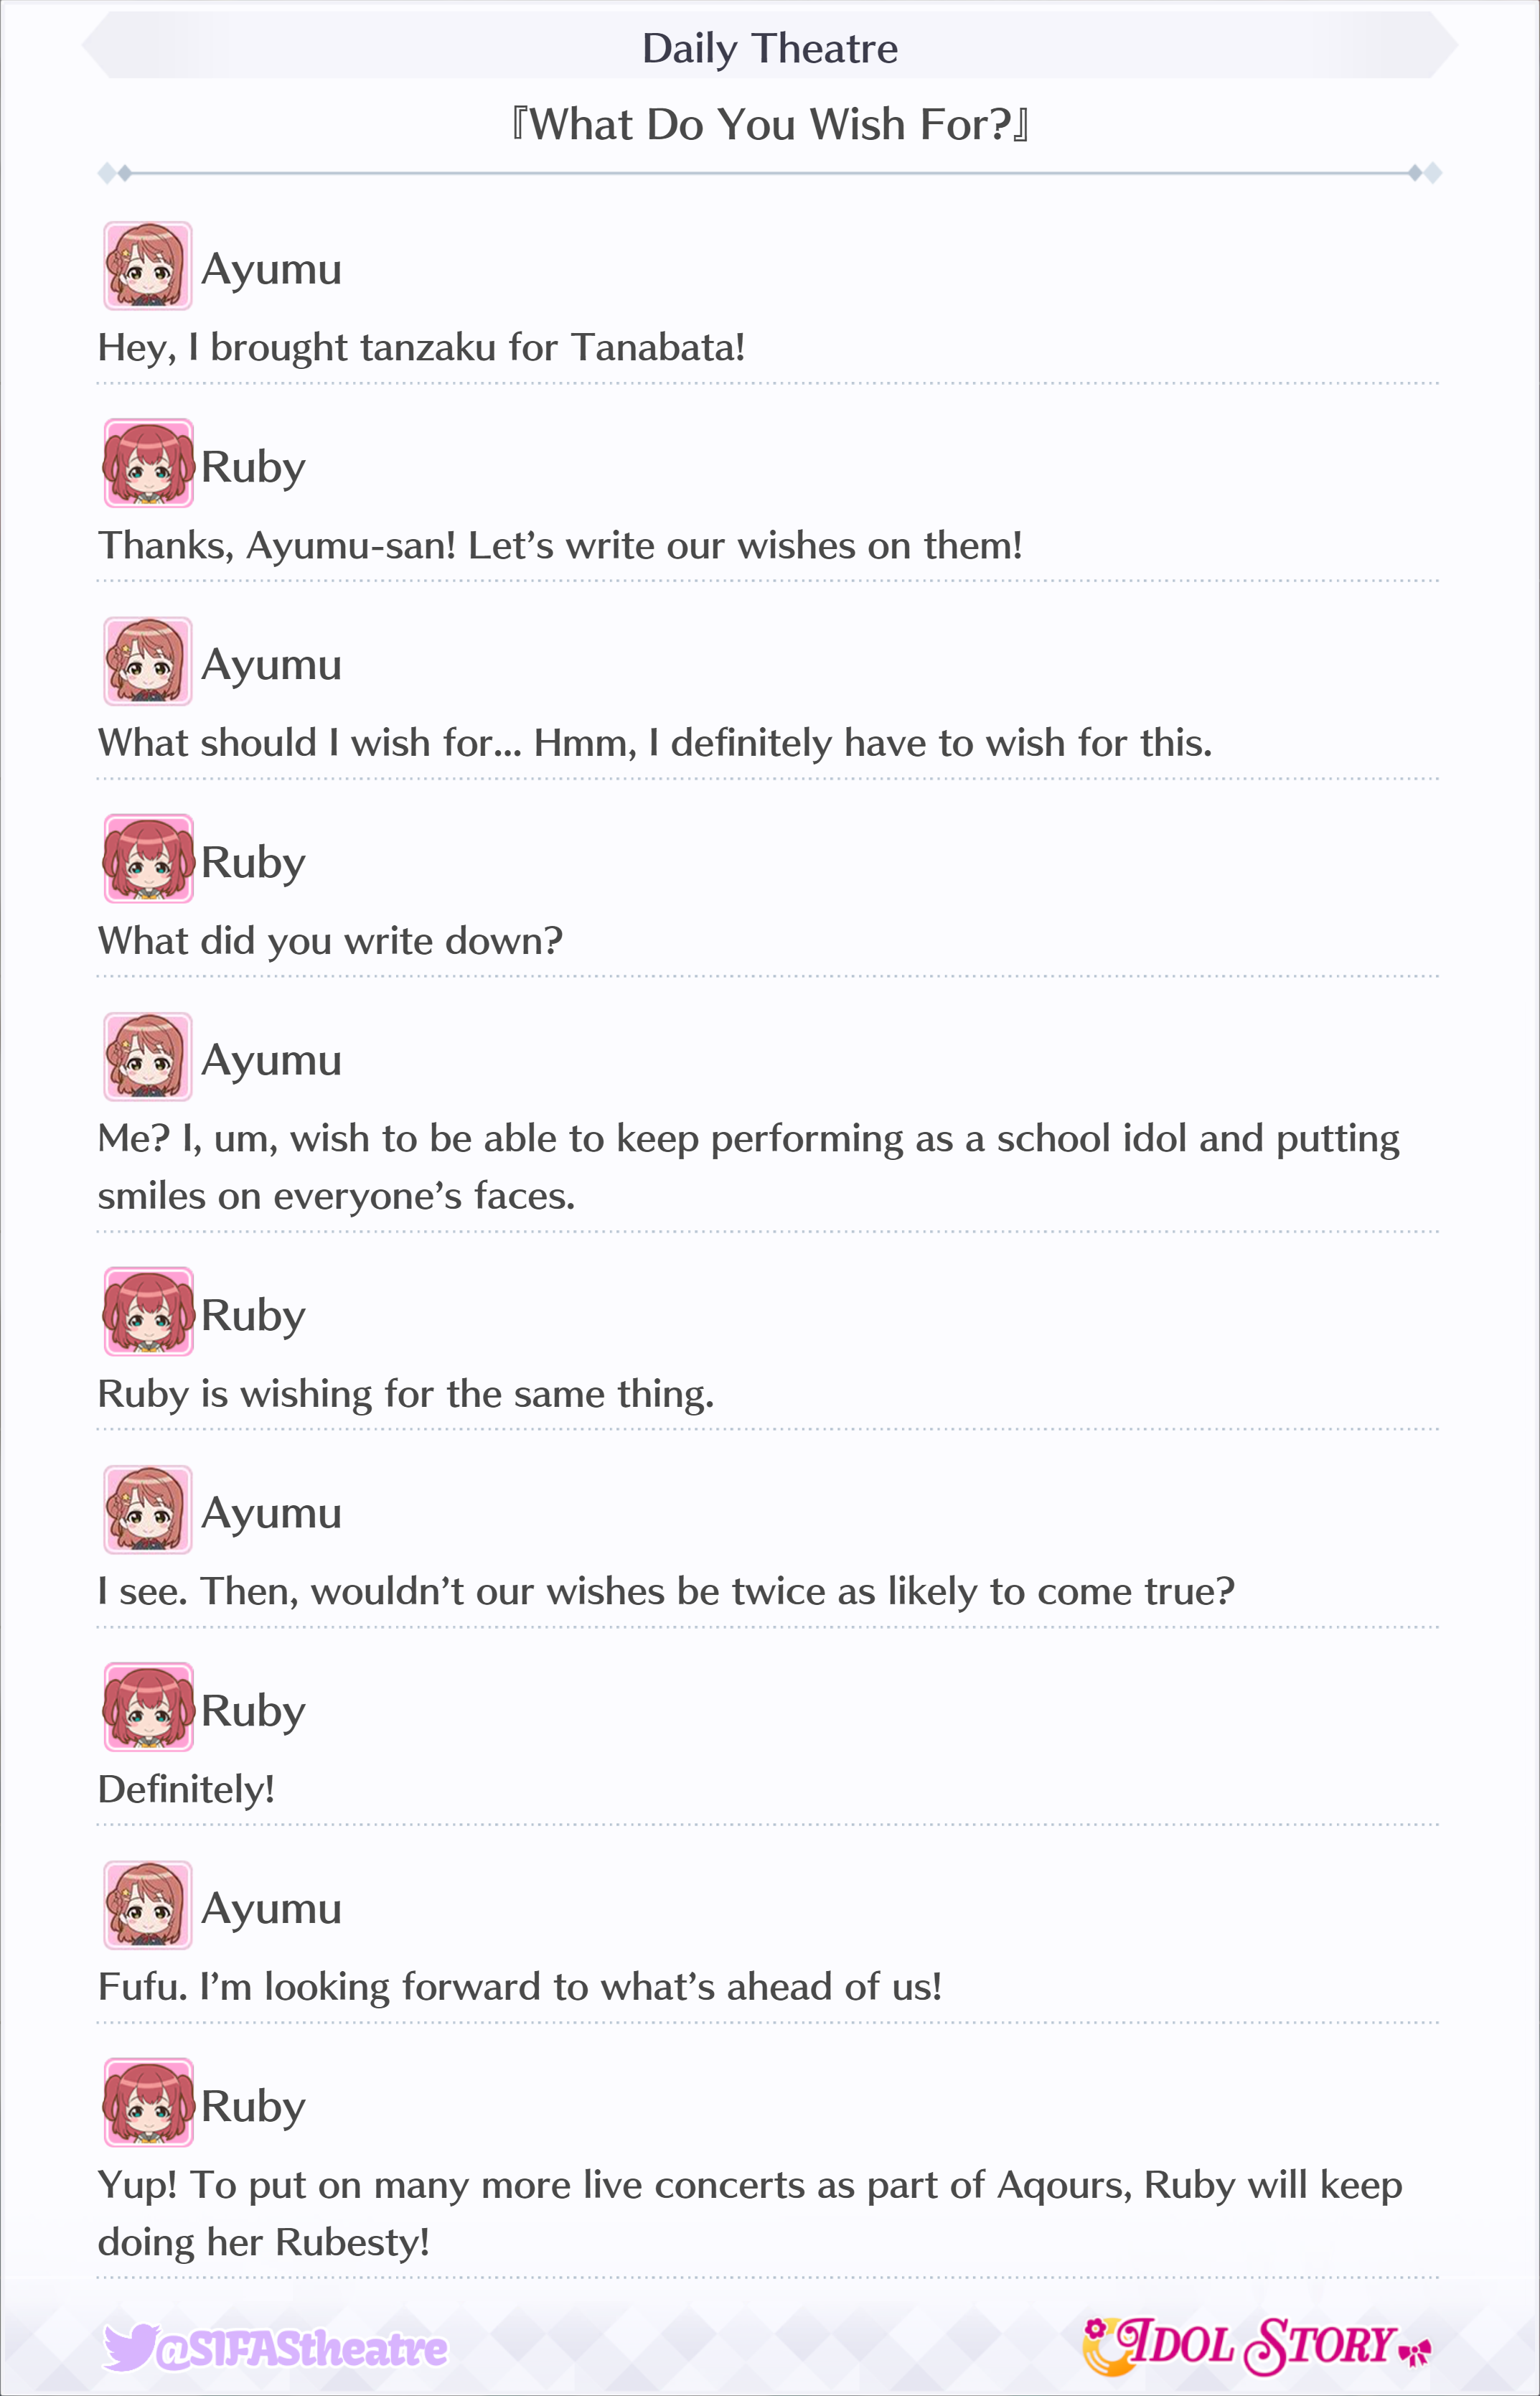 Daily Theatre
『What Do You Wish For?』
Ayumu
Hey, I brought tanzaku for Tanabata!
Ruby
Thanks, Ayumu-san! Let’s write our wishes on them!
Ayumu
What should I wish for... Hmm, I definitely have to wish for this.
Ruby
What did you write down?
Ayumu
Me? I, um, wish to be able to keep performing as a school idol and putting
smiles on everyone’s faces.
Ruby
Ruby is wishing for the same thing.
Ayumu
I see. Then, wouldn’t our wishes be twice as likely to come true?
Ruby
Definitely!
Ayumu
Fufu. I’m looking forward to what’s ahead of us!
Ruby
Yup! To put on many more live concerts as part of Aqours, Ruby will keep
doing her Rubesty!
@SIFAStheatre
IDOL STORY